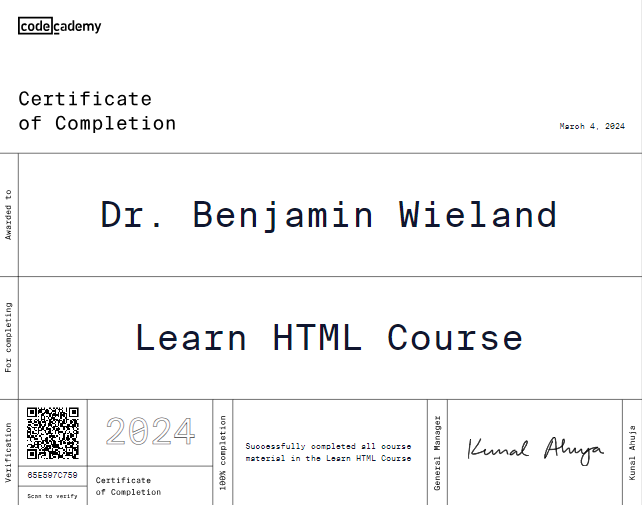 codecademy
Certificate
of Completion
March 4, 2024
Awarded to
Dr. Benjamin Wieland
For completing
Learn HTML Course
Verification
65E597C759
Scan to verify
2024
Certificate
of Completion
100% completion
Successfully completed all course
material in the Learn HTML Course
General Manager
Kunal Ahuja
Kunal Ahuja